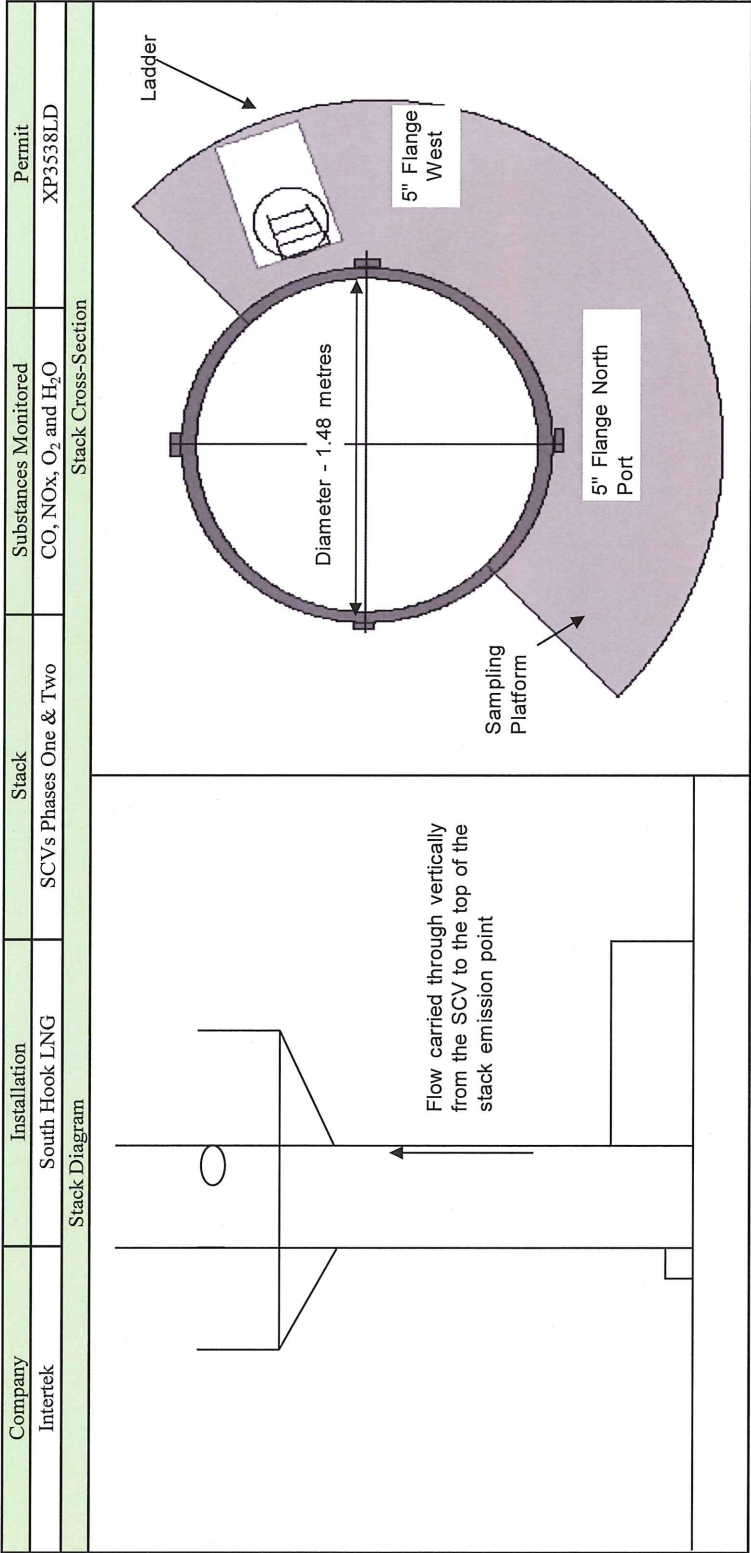 Company Installation Stack Substances Monitored Permit
Intertek South Hook LNG SCVs Phases One & Two CO, NOx, O₂ and H₂O XP3538LD
Stack Diagram Stack Cross-Section
Flow carried through vertically
from the SCV to the top of the
stack emission point
Ladder
5" Flange
West
Diameter - 1.48 metres
5" Flange North
Port
Sampling
Platform